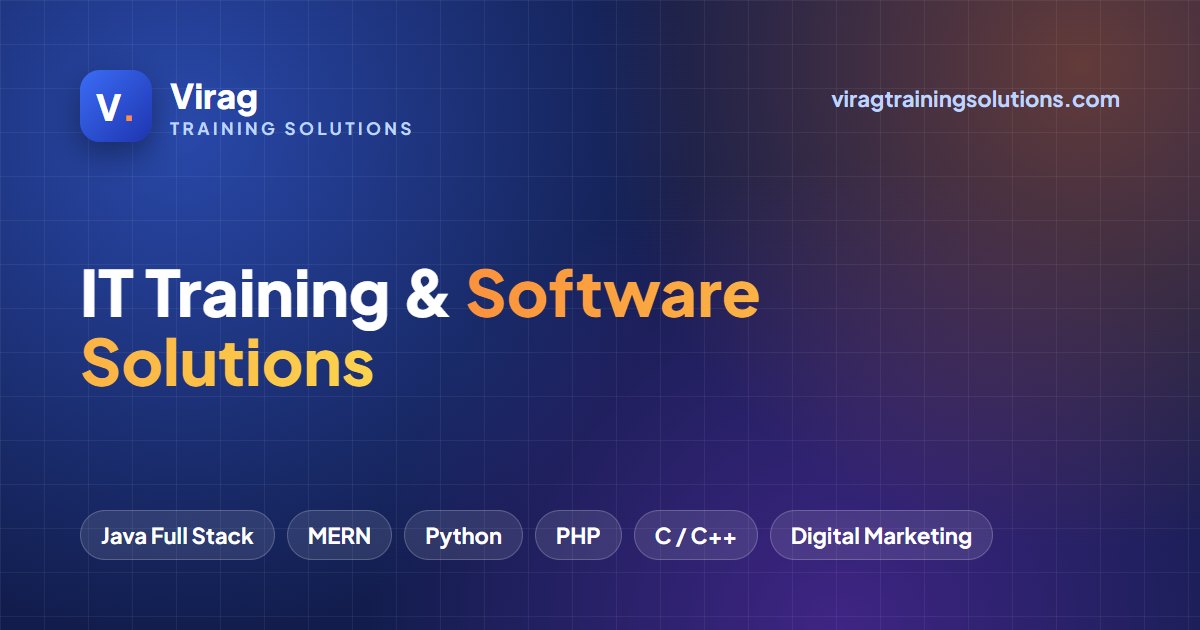 V.
Virag
TRAINING SOLUTIONS
viragtrainingsolutions.com
IT Training & Software
Solutions
Java Full Stack
MERN
Python
PHP
C / C++
Digital Marketing